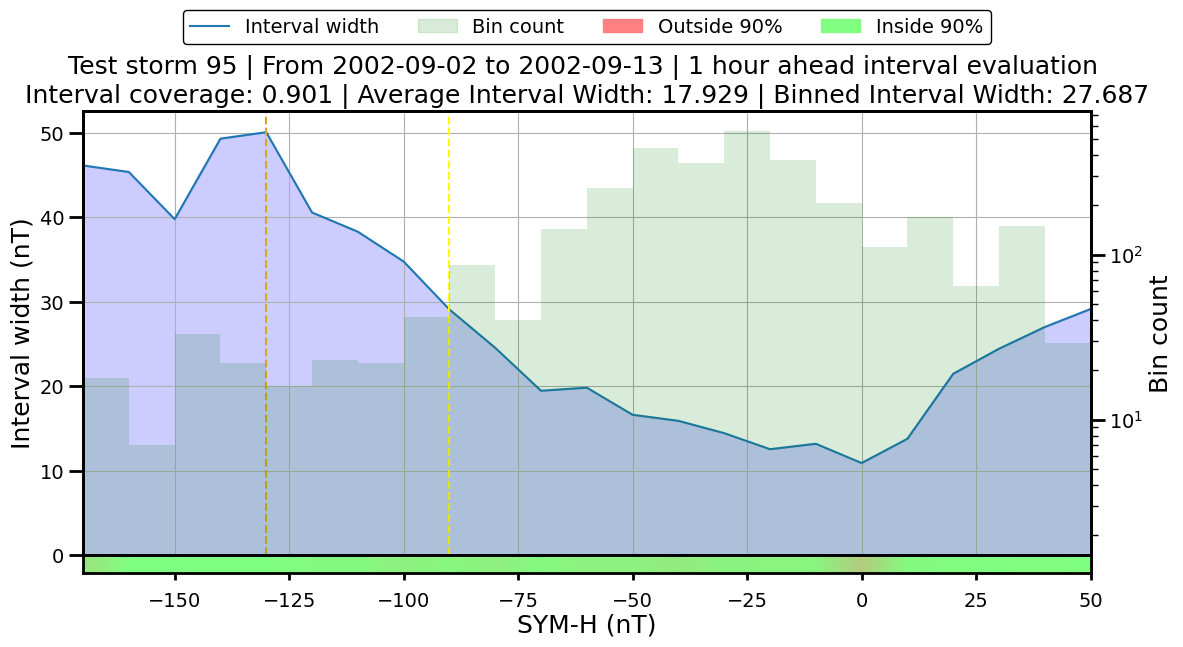 Interval width Bin count Outside 90% Inside 90%
Test storm 95 | From 2002-09-02 to 2002-09-13 | 1 hour ahead interval evaluation
Interval coverage: 0.901 | Average Interval Width: 17.929 | Binned Interval Width: 27.687
50
40
30
20
10
0
Interval width (nT)
10²
10¹
Bin count
−150 −125 −100 −75 −50 −25 0 25 50
SYM-H (nT)